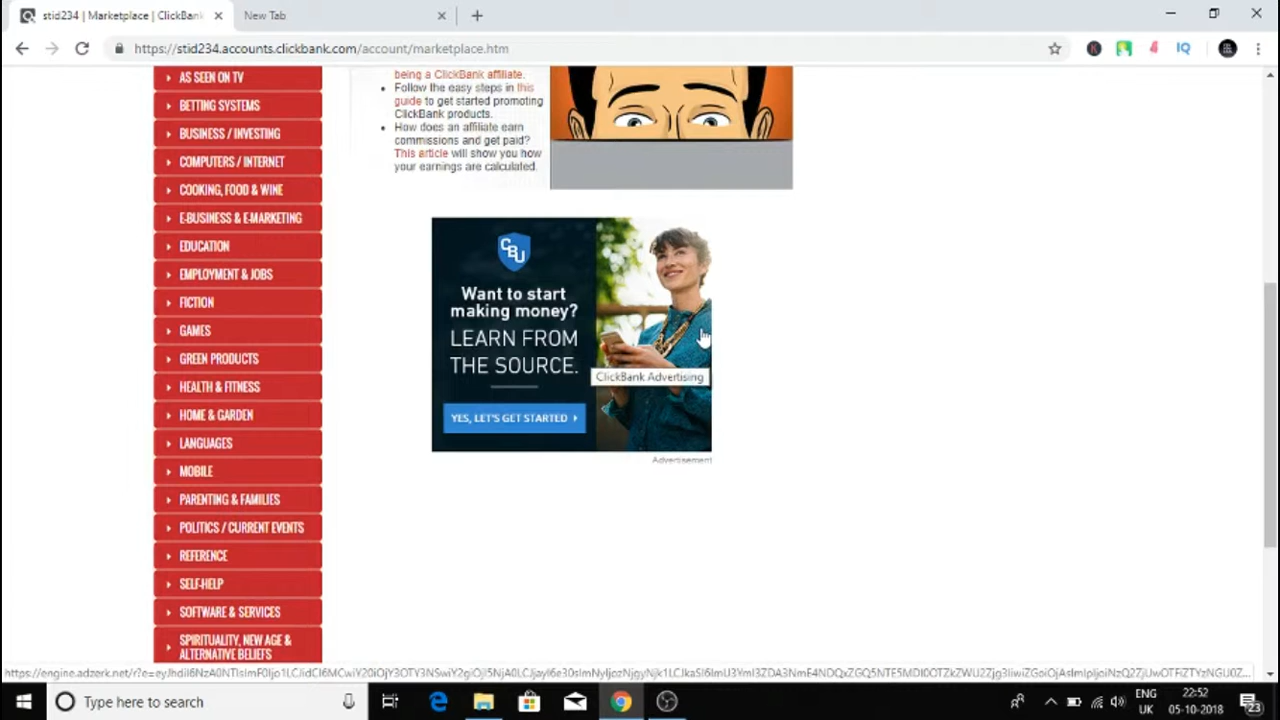 stid234 | Marketplace | ClickBank
New Tab
https://stid234.accounts.clickbank.com/account/marketplace.htm
AS SEEN ON TV
BETTING SYSTEMS
BUSINESS / INVESTING
COMPUTERS / INTERNET
COOKING, FOOD & WINE
E-BUSINESS & E-MARKETING
EDUCATION
EMPLOYMENT & JOBS
FICTION
GAMES
GREEN PRODUCTS
HEALTH & FITNESS
HOME & GARDEN
LANGUAGES
MOBILE
PARENTING & FAMILIES
POLITICS / CURRENT EVENTS
REFERENCE
SELF-HELP
SOFTWARE & SERVICES
SPIRITUALITY, NEW AGE &
ALTERNATIVE BELIEFS
being a ClickBank affiliate.
Follow the easy steps in this
guide to get started promoting
ClickBank products.
How does an affiliate earn
commissions and get paid?
This article will show you how
your earnings are calculated.
CBU
Want to start
making money?
LEARN FROM
THE SOURCE.
YES, LET'S GET STARTED
ClickBank Advertising
Advertisement
Type here to search
ENG
UK
22:52
05-10-2018
23